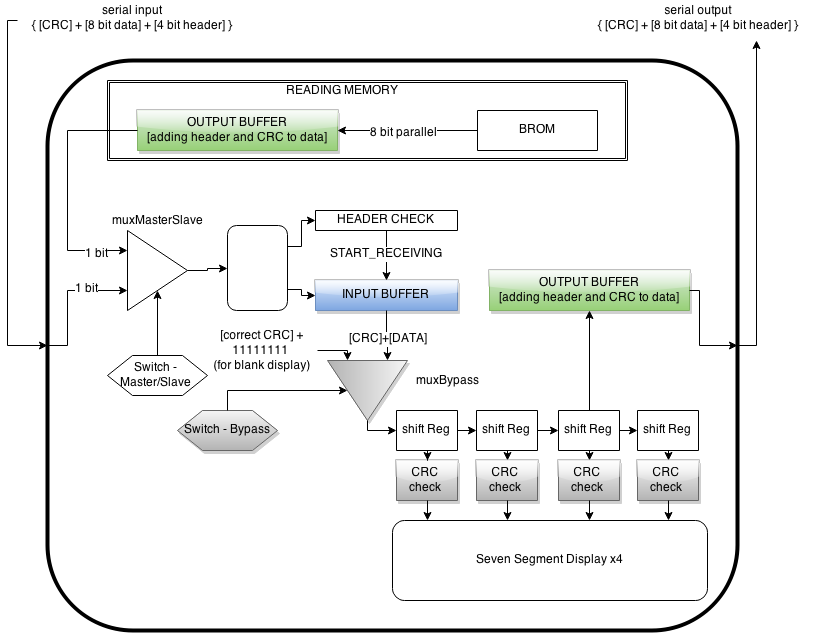 serial input
{ [CRC] + [8 bit data] + [4 bit header] }
serial output
{ [CRC] + [8 bit data] + [4 bit header] }
READING MEMORY
OUTPUT BUFFER
[adding header and CRC to data]
8 bit parallel
BROM
muxMasterSlave
1 bit
1 bit
HEADER CHECK
START_RECEIVING
INPUT BUFFER
OUTPUT BUFFER
[adding header and CRC to data]
Switch -
Master/Slave
[correct CRC] +
11111111
(for blank display)
[CRC]+[DATA]
muxBypass
Switch - Bypass
shift Reg
shift Reg
shift Reg
shift Reg
CRC
check
CRC
check
CRC
check
CRC
check
Seven Segment Display x4